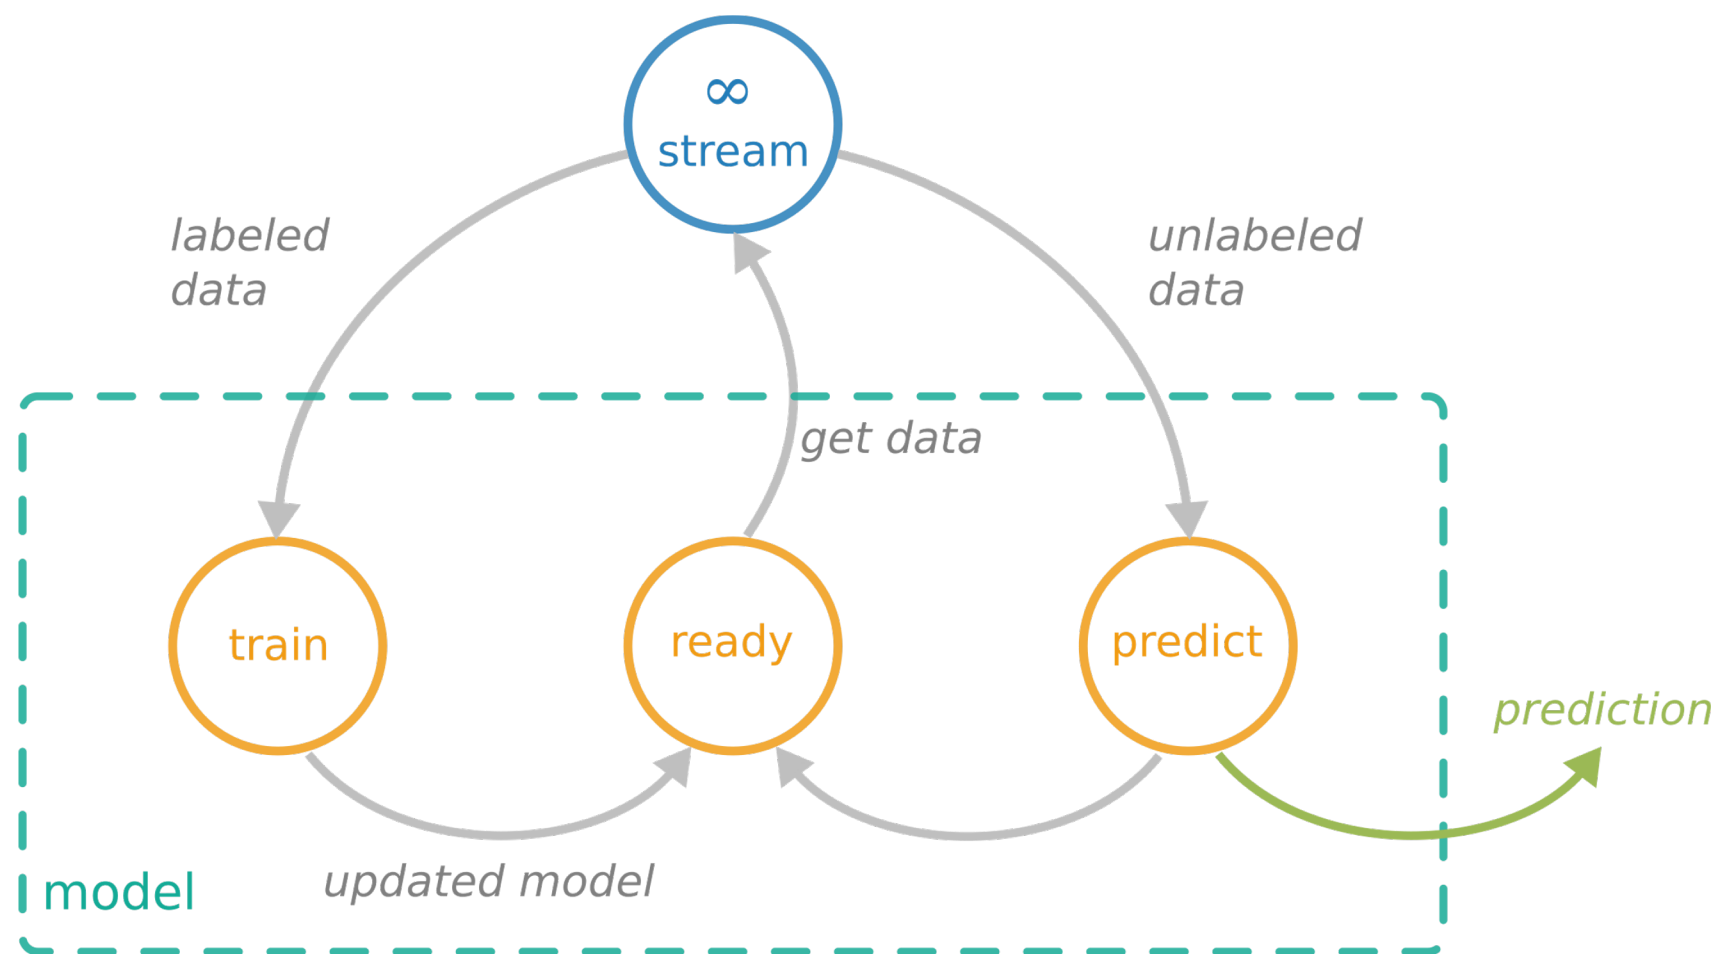 ∞
stream
labeled
data
unlabeled
data
get data
train
ready
predict
prediction
updated model
model